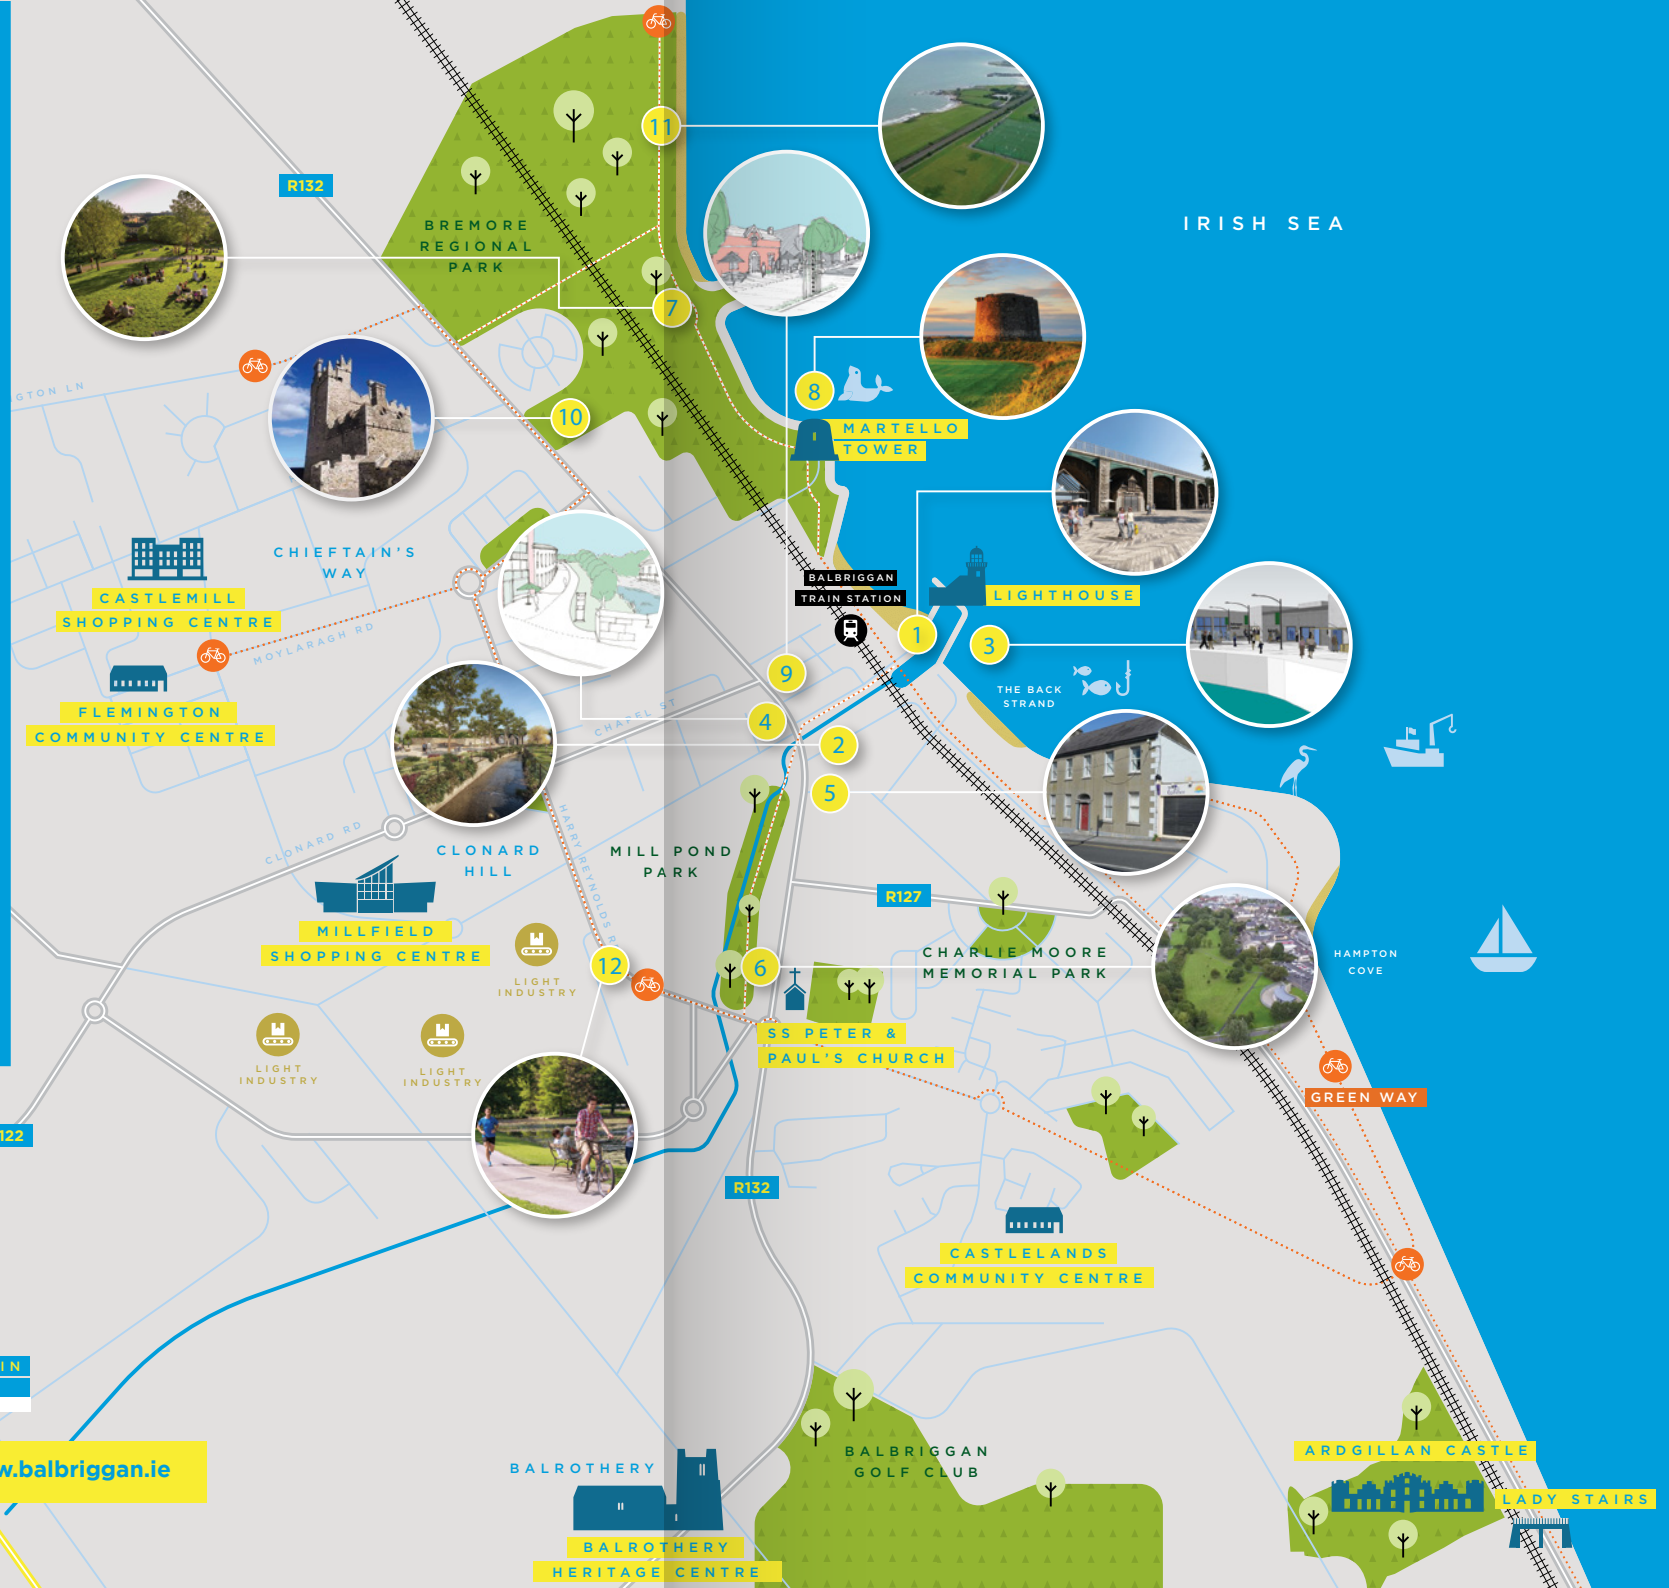 IRISH SEA
11
R132
BREMORE
REGIONAL
PARK
7
8
MARTELLO
TOWER
10
CHIEFTAIN'S
WAY
CASTLEMILL
SHOPPING CENTRE
MOYLARAGH RD
FLEMINGTON
COMMUNITY CENTRE
BALBRIGGAN
TRAIN STATION
LIGHTHOUSE
1
3
9
THE BACK
STRAND
CHAPEL ST
4
2
5
CLONARD RD
HARRY REYNOLDS R
CLONARD
HILL
MILL POND
PARK
R127
MILLFIELD
SHOPPING CENTRE
CHARLIE MOORE
MEMORIAL PARK
HAMPTON
COVE
12
6
LIGHT
INDUSTRY
LIGHT
INDUSTRY
LIGHT
INDUSTRY
SS PETER &
PAUL'S CHURCH
GREEN WAY
122
R132
CASTLELANDS
COMMUNITY CENTRE
IN
w.balbriggan.ie
BALROTHERY
BALBRIGGAN
GOLF CLUB
ARDGILLAN CASTLE
LADY STAIRS
BALROTHERY
HERITAGE CENTRE